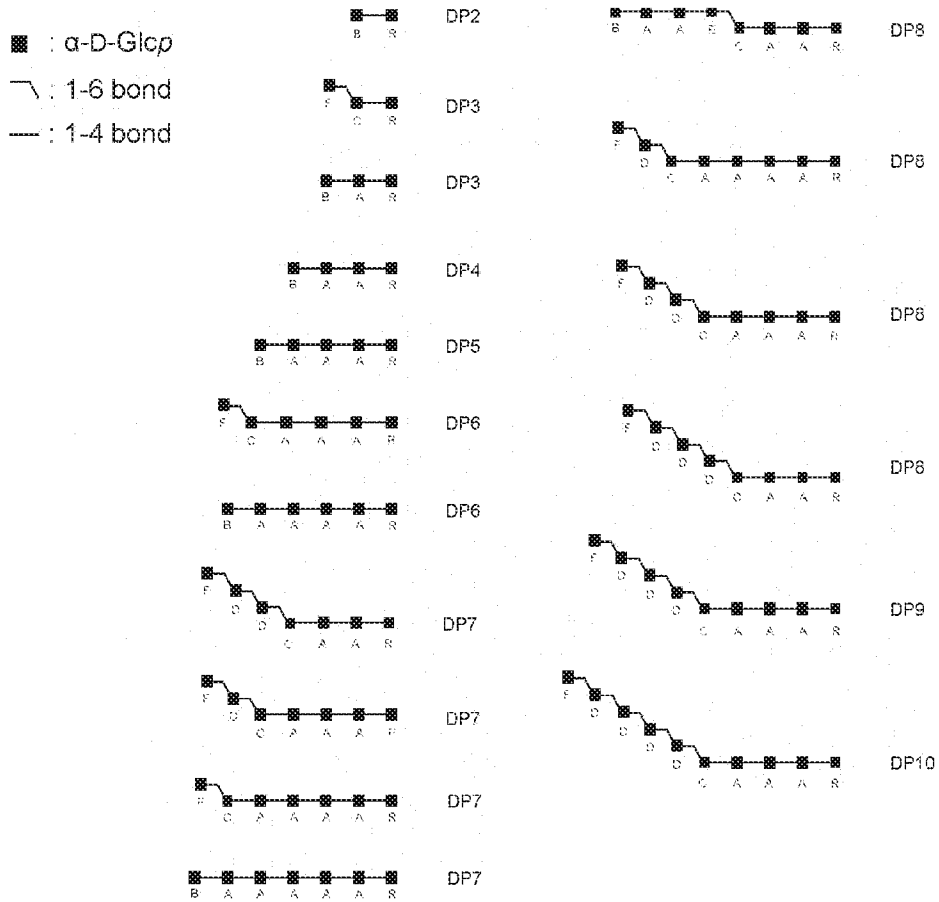 : α-D-Glcp
: 1-6 bond
: 1-4 bond
B R DP2
F
C R DP3
B A R DP3
B A A R DP4
B A A A R DP5
F
C A A A R DP6
B A A A A R DP6
F
D
D
C A A R DP7
F
D
C A A A R DP7
F
C A A A A R DP7
B A A A A A R DP7
B A A E
C A A R DP8
F
D
C A A A A R DP8
F
D
D
C A A A R DP8
F
D
D
D
C A A R DP8
F
D
D
D
C A A A R DP9
F
D
D
D
D
C A A A R DP10